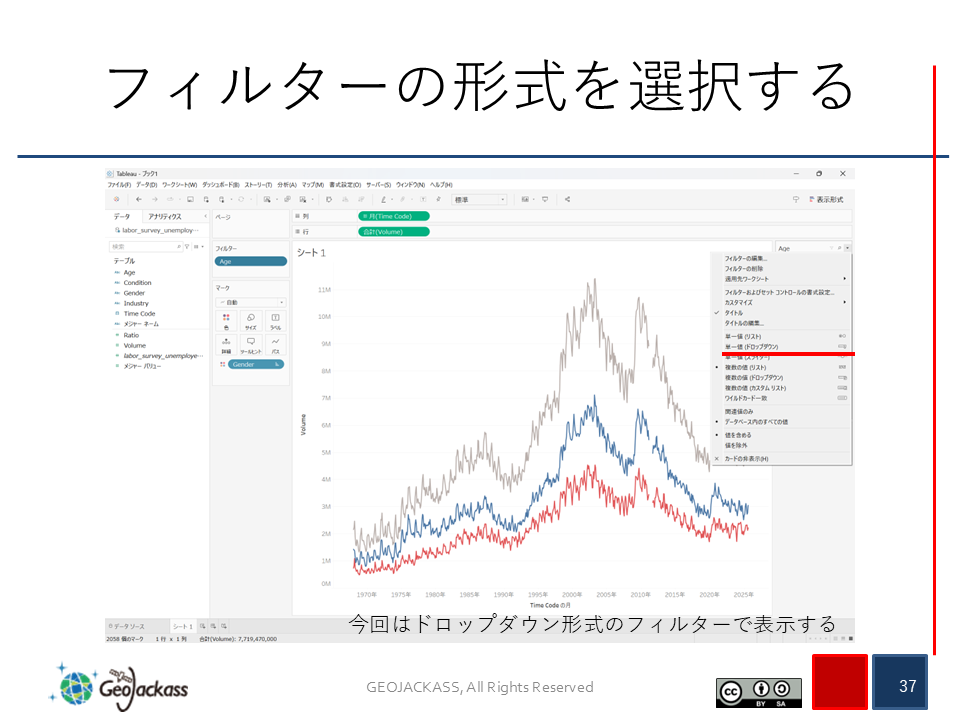 フィルターの形式を選択する
Tableau - ブック1
ファイル(F) データ(D) ワークシート(W) ダッシュボード(B) ストーリー(T) 分析(A) マップ(M) 書式設定(O) サーバー(S) ウィンドウ(N) ヘルプ(H)
標準
表示形式
データ アナリティクス
labor_survey_unemploy…
検索
テーブル
Age
Condition
Gender
Industry
Time Code
メジャー ネーム
Ratio
Volume
labor_survey_unemploye…
メジャー バリュー
ページ
フィルター
Age
マーク
自動
色 サイズ ラベル
詳細 ツールヒント パス
Gender
列 月(Time Code)
行 合計(Volume)
シート 1
11M
10M
9M
8M
7M
6M
5M
4M
3M
2M
1M
0M
Volume
1970年 1975年 1980年 1985年 1990年 1995年 2000年 2005年 2010年 2015年 2020年 2025年
Time Code の月
Age
フィルターの編集...
フィルターの削除
適用先ワークシート
フィルターおよびセット コントロールの書式設定...
カスタマイズ
タイトル
タイトルの編集...
単一値 (リスト)
単一値 (ドロップダウン)
単一値 (スライダー)
複数の値 (リスト)
複数の値 (ドロップダウン)
複数の値 (カスタム リスト)
ワイルドカード一致
関連値のみ
データベース内のすべての値
値を含める
値を除外
カードの非表示(H)
今回はドロップダウン形式のフィルターで表示する
データ ソース シート 1
2058 個のマーク 1 行 x 1 列 合計(Volume): 7,719,470,000
GEOJACKASS
GEOJACKASS, All Rights Reserved
CC BY SA
37